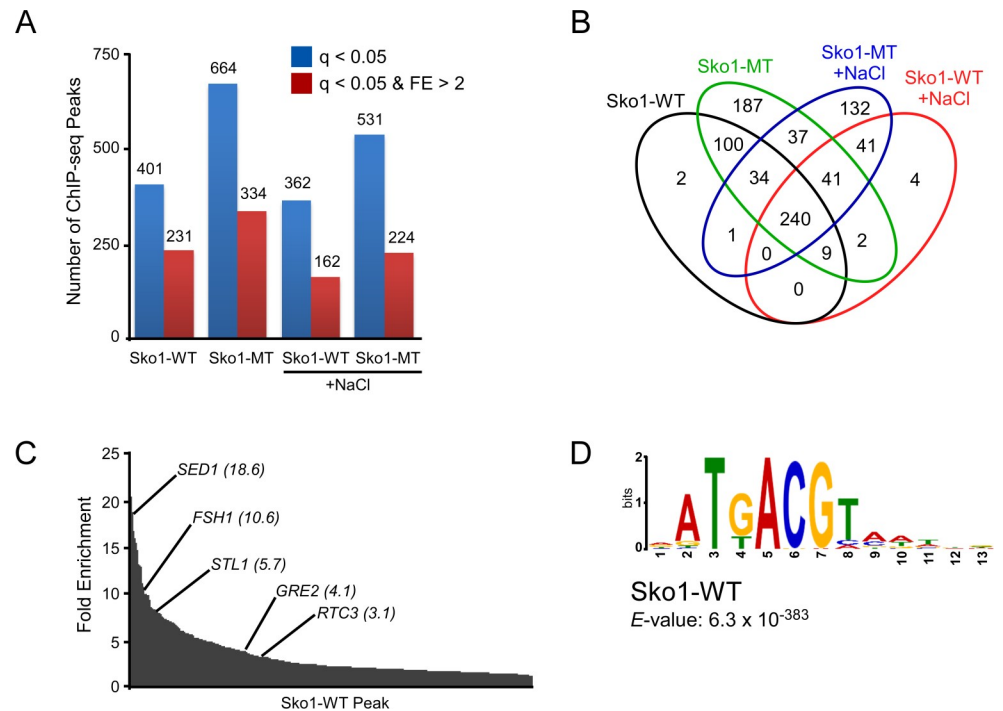 A
750
500
250
0
Number of ChIP-seq Peaks
q < 0.05
q < 0.05 & FE > 2
401
231
664
334
362
162
531
224
Sko1-WT
Sko1-MT
Sko1-WT
Sko1-MT
+NaCl
B
Sko1-WT
Sko1-MT
Sko1-MT
+NaCl
Sko1-WT
+NaCl
187
132
100
37
41
2
34
41
4
240
1
0
9
2
0
C
25
20
15
10
5
0
Fold Enrichment
SED1 (18.6)
FSH1 (10.6)
STL1 (5.7)
GRE2 (4.1)
RTC3 (3.1)
Sko1-WT Peak
D
2
1
0
bits
ATGACGT
1 2 3 4 5 6 7 8 9 10 11 12 13
Sko1-WT
E-value: 6.3 x 10⁻³⁸³